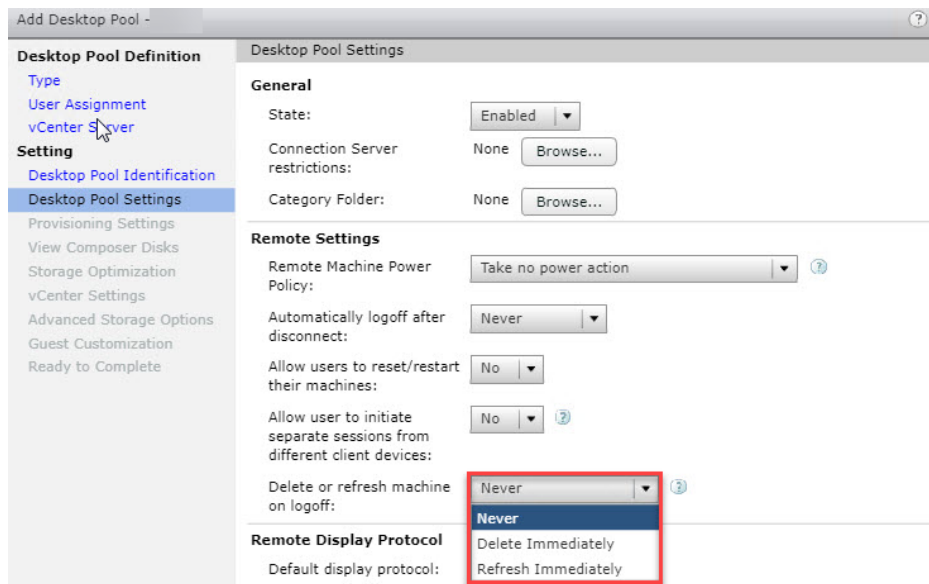 Add Desktop Pool -
Desktop Pool Definition
Type
User Assignment
vCenter Server
Setting
Desktop Pool Identification
Desktop Pool Settings
Provisioning Settings
View Composer Disks
Storage Optimization
vCenter Settings
Advanced Storage Options
Guest Customization
Ready to Complete
Desktop Pool Settings
General
State:
Enabled
Connection Server
restrictions:
None
Browse...
Category Folder:
None
Browse...
Remote Settings
Remote Machine Power
Policy:
Take no power action
Automatically logoff after
disconnect:
Never
Allow users to reset/restart
their machines:
No
Allow user to initiate
separate sessions from
different client devices:
No
Delete or refresh machine
on logoff:
Never
Never
Delete Immediately
Refresh Immediately
Remote Display Protocol
Default display protocol: